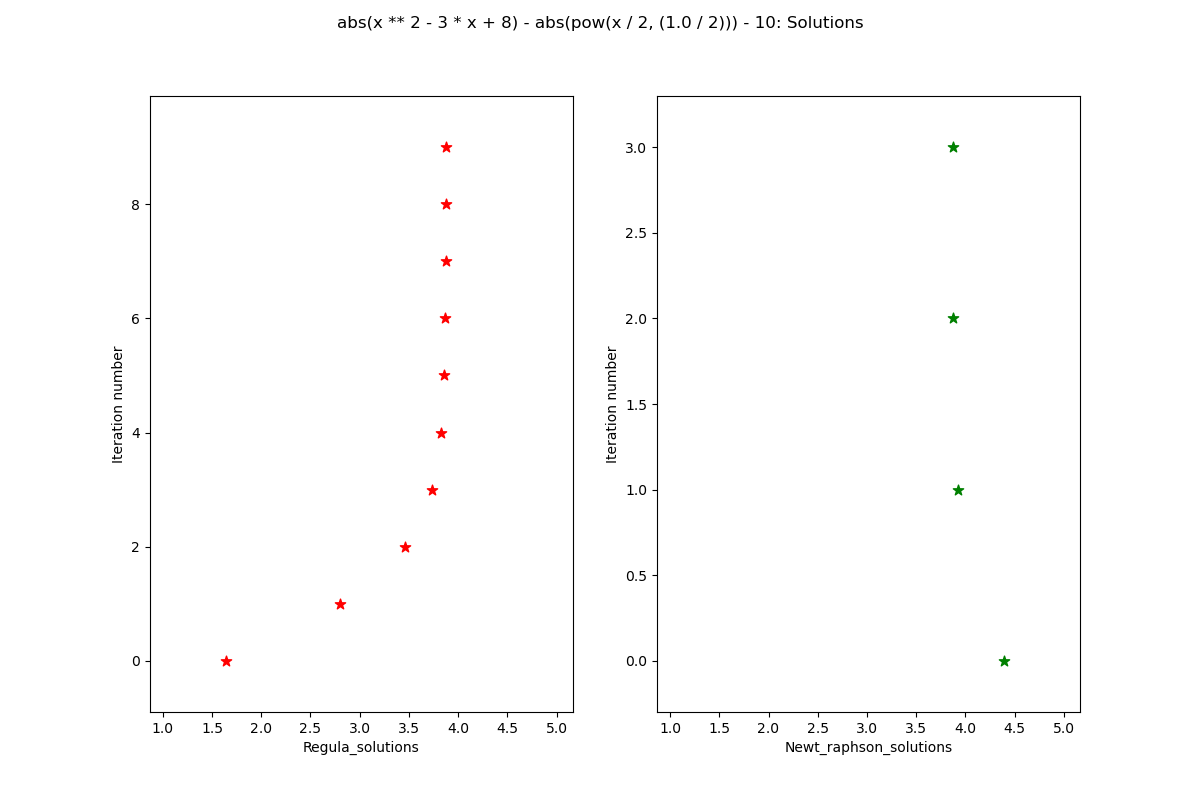 abs(x ** 2 - 3 * x + 8) - abs(pow(x / 2, (1.0 / 2))) - 10: Solutions
Iteration number
8
6
4
2
0
1.0 1.5 2.0 2.5 3.0 3.5 4.0 4.5 5.0
Regula_solutions
Iteration number
3.0
2.5
2.0
1.5
1.0
0.5
0.0
1.0 1.5 2.0 2.5 3.0 3.5 4.0 4.5 5.0
Newt_raphson_solutions